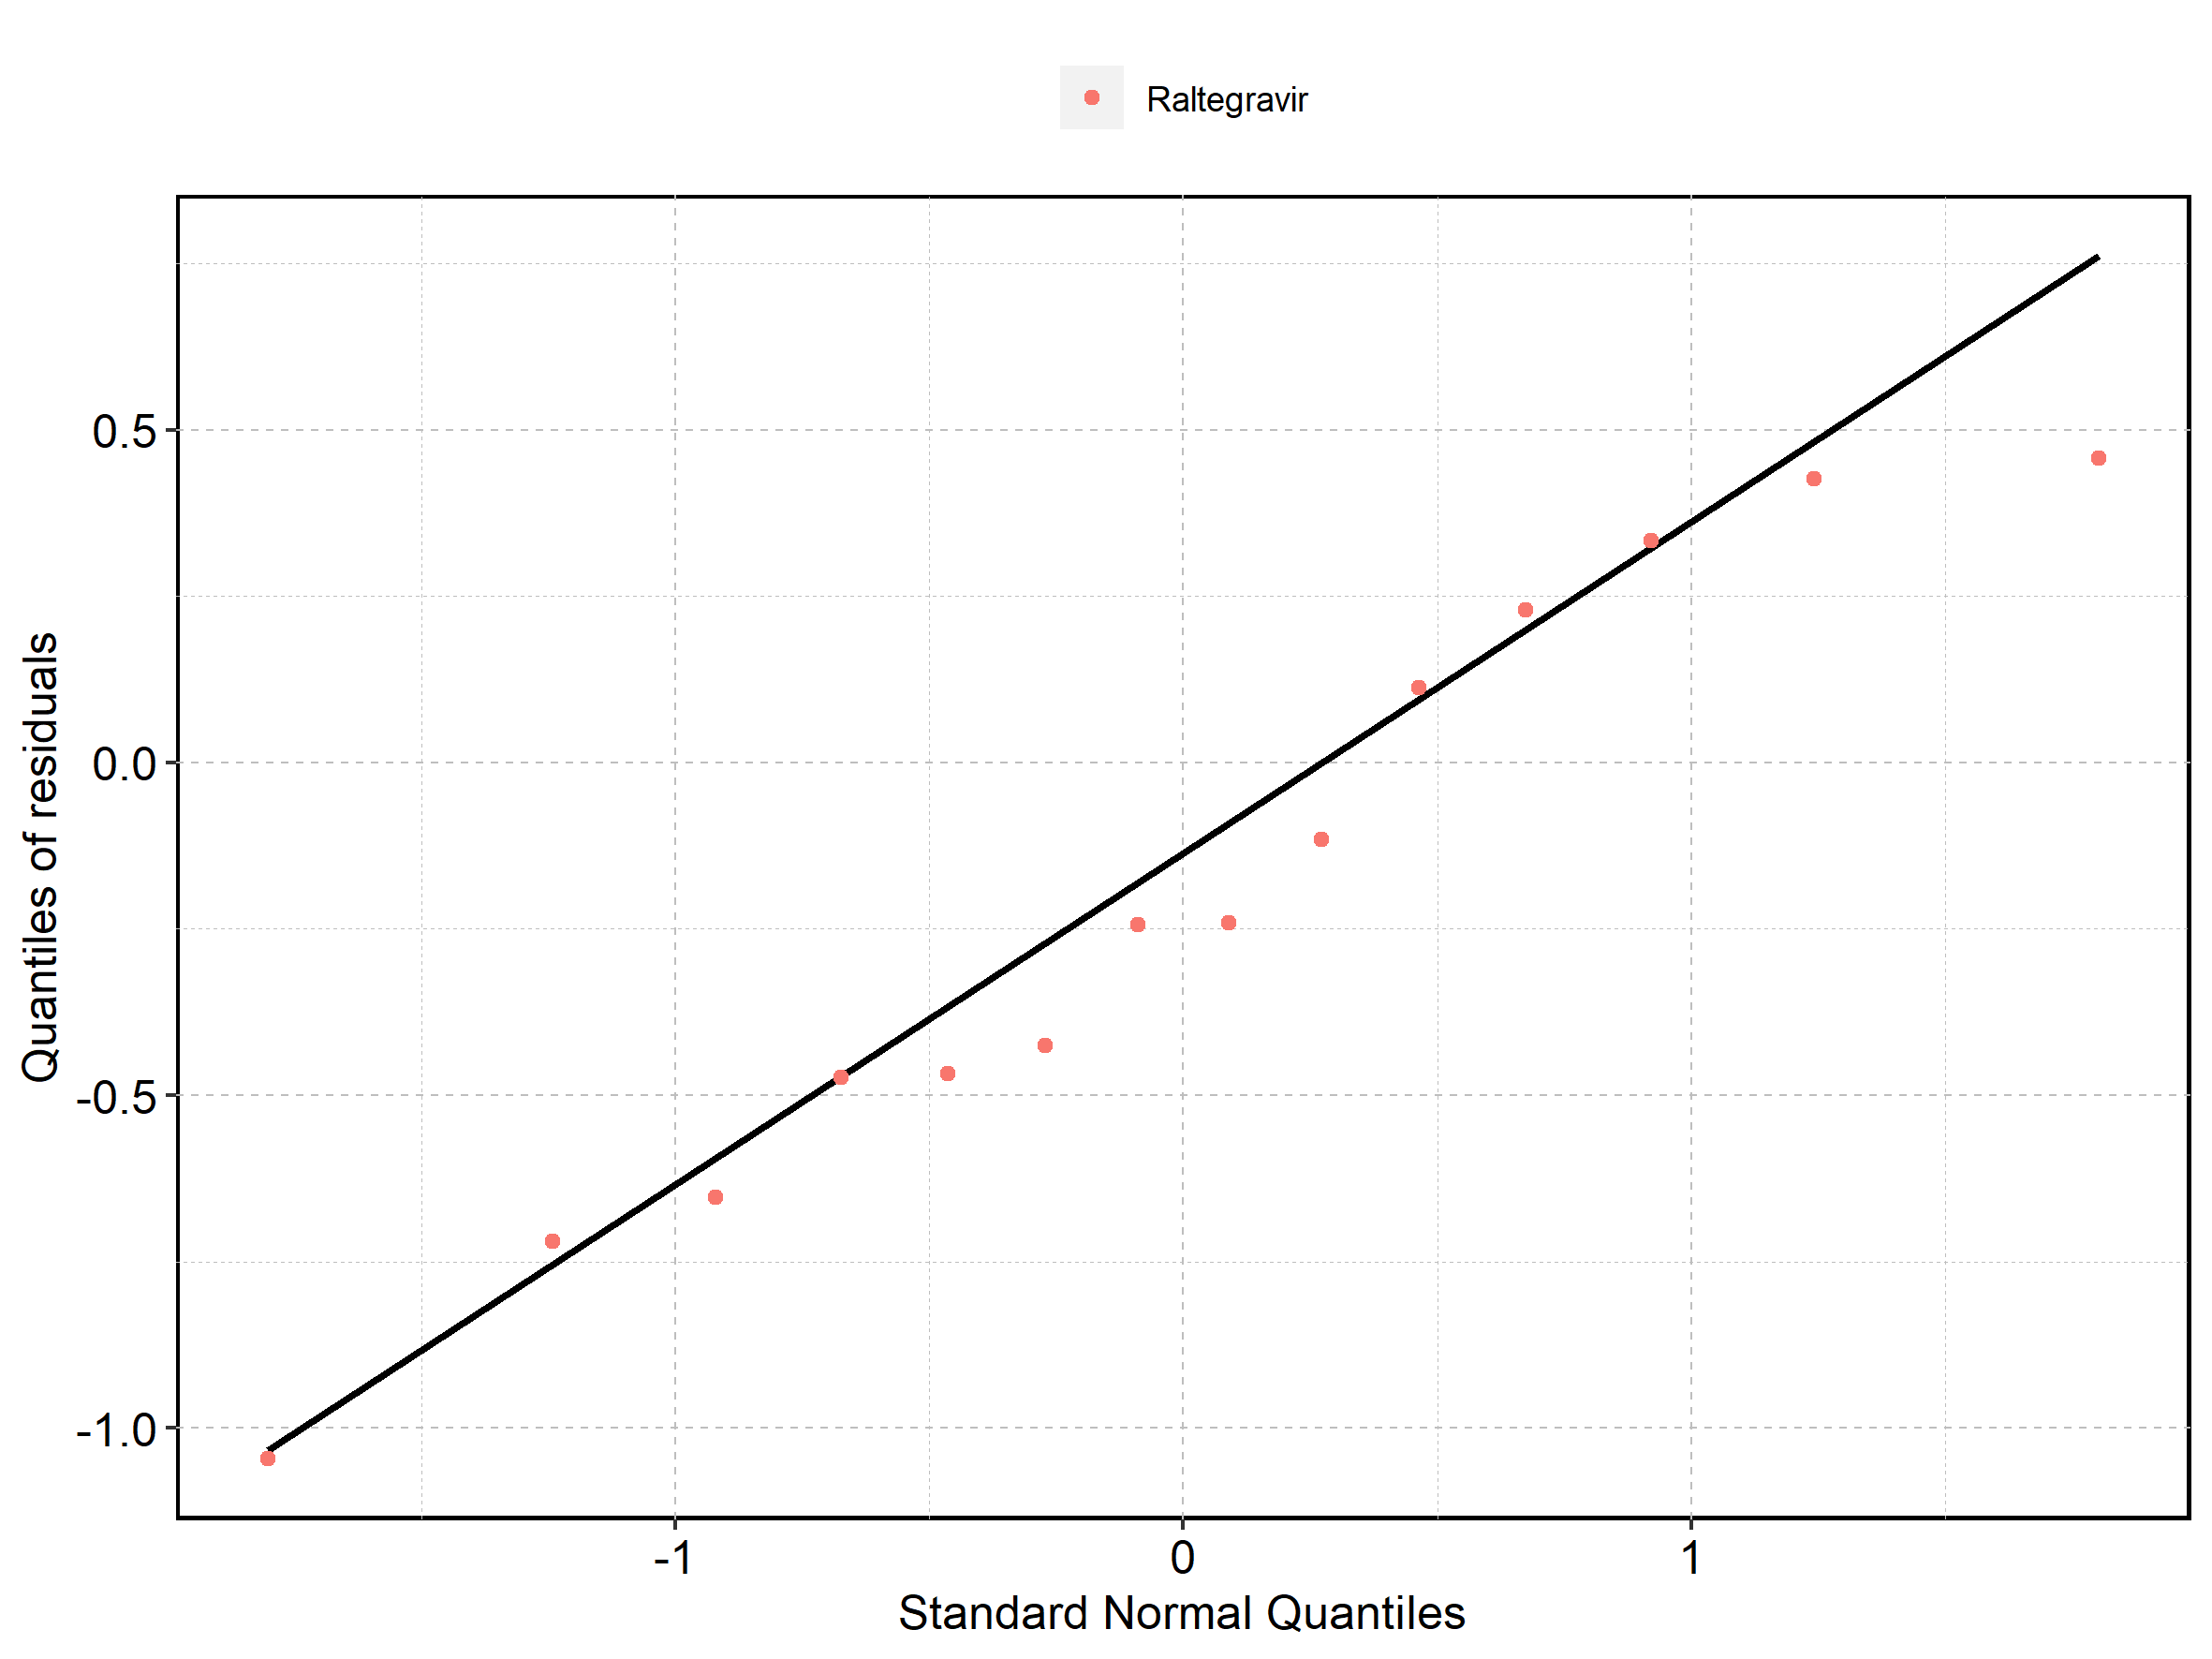 Raltegravir
0.5
0.0
-0.5
-1.0
Quantiles of residuals
-1 0 1
Standard Normal Quantiles